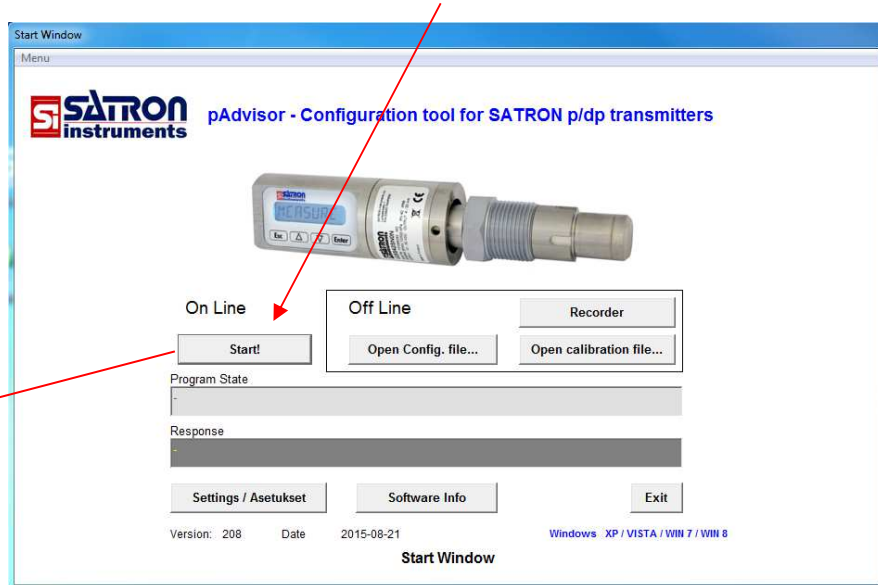 Start Window
Menu
SATRON
instruments
pAdvisor - Configuration tool for SATRON p/dp transmitters
SATRON
MEASURE
Esc
Enter
On Line
Off Line
Recorder
Start!
Open Config. file...
Open calibration file...
Program State
-
Response
-
Settings / Asetukset
Software Info
Exit
Version: 208 Date 2015-08-21
Windows XP / VISTA / WIN 7 / WIN 8
Start Window